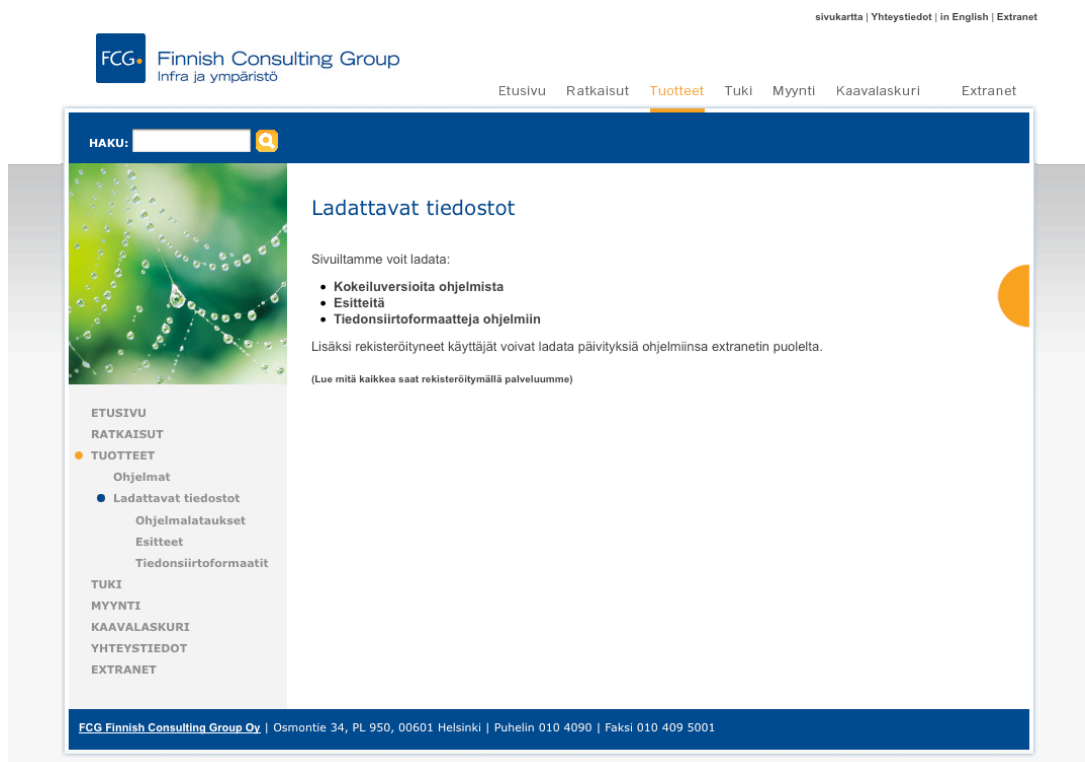 sivukartta | Yhteystiedot | in English | Extranet
FCG Finnish Consulting Group
Infra ja ympäristö
Etusivu Ratkaisut Tuotteet Tuki Myynti Kaavalaskuri Extranet
HAKU:
Ladattavat tiedostot
Sivuiltamme voit ladata:
• Kokeiluversioita ohjelmista
• Esitteitä
• Tiedonsiirtoformaatteja ohjelmiin
Lisäksi rekisteröityneet käyttäjät voivat ladata päivityksiä ohjelmiinsa extranetin puolelta.
(Lue mitä kaikkea saat rekisteröitymällä palveluumme)
ETUSIVU
RATKAISUT
TUOTTEET
Ohjelmat
Ladattavat tiedostot
Ohjelmalataukset
Esitteet
Tiedonsiirtoformaatit
TUKI
MYYNTI
KAAVALASKURI
YHTEYSTIEDOT
EXTRANET
FCG Finnish Consulting Group Oy | Osmontie 34, PL 950, 00601 Helsinki | Puhelin 010 4090 | Faksi 010 409 5001